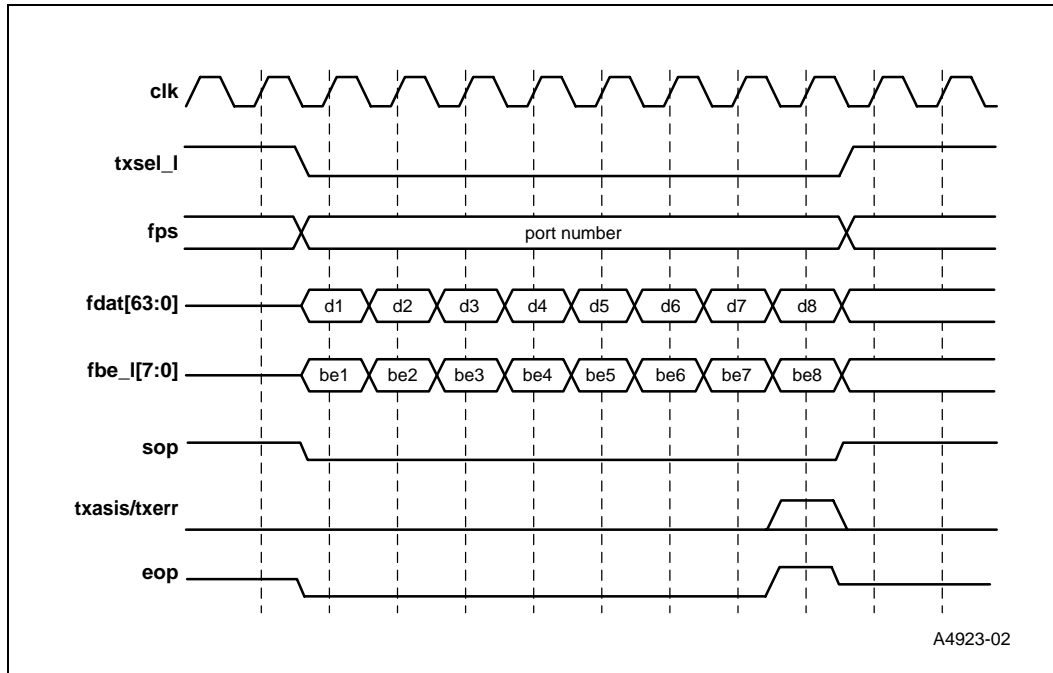 clk
txsel_l
fps
port number
fdat[63:0]
d1 d2 d3 d4 d5 d6 d7 d8
fbe_l[7:0]
be1 be2 be3 be4 be5 be6 be7 be8
sop
txasis/txerr
eop
A4923-02